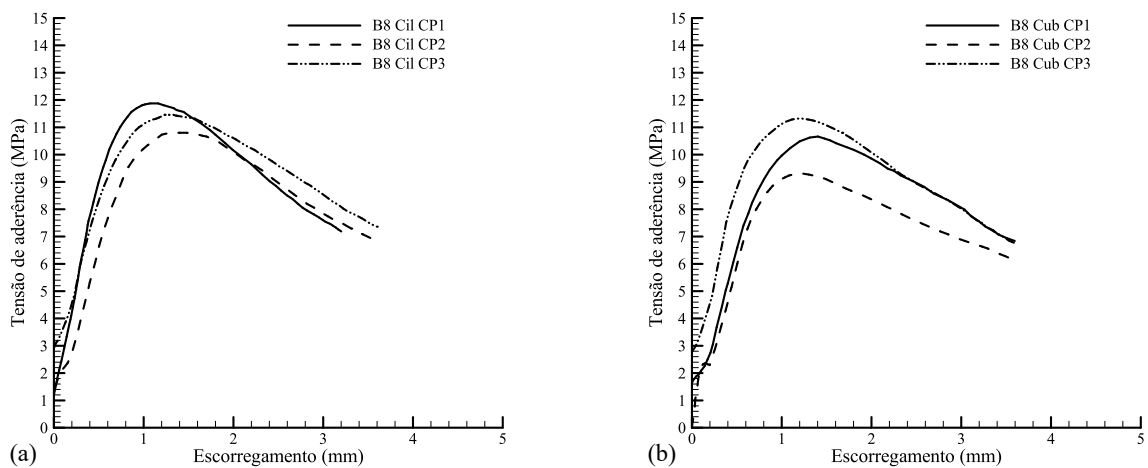 15
14
13
12
11
10
9
8
7
6
5
4
3
2
1
0
Tensão de aderência (MPa)
B8 Cil CP1
B8 Cil CP2
B8 Cil CP3
0 1 2 3 4 5
Escorregamento (mm)
(a)
15
14
13
12
11
10
9
8
7
6
5
4
3
2
1
0
Tensão de aderência (MPa)
B8 Cub CP1
B8 Cub CP2
B8 Cub CP3
0 1 2 3 4 5
Escorregamento (mm)
(b)